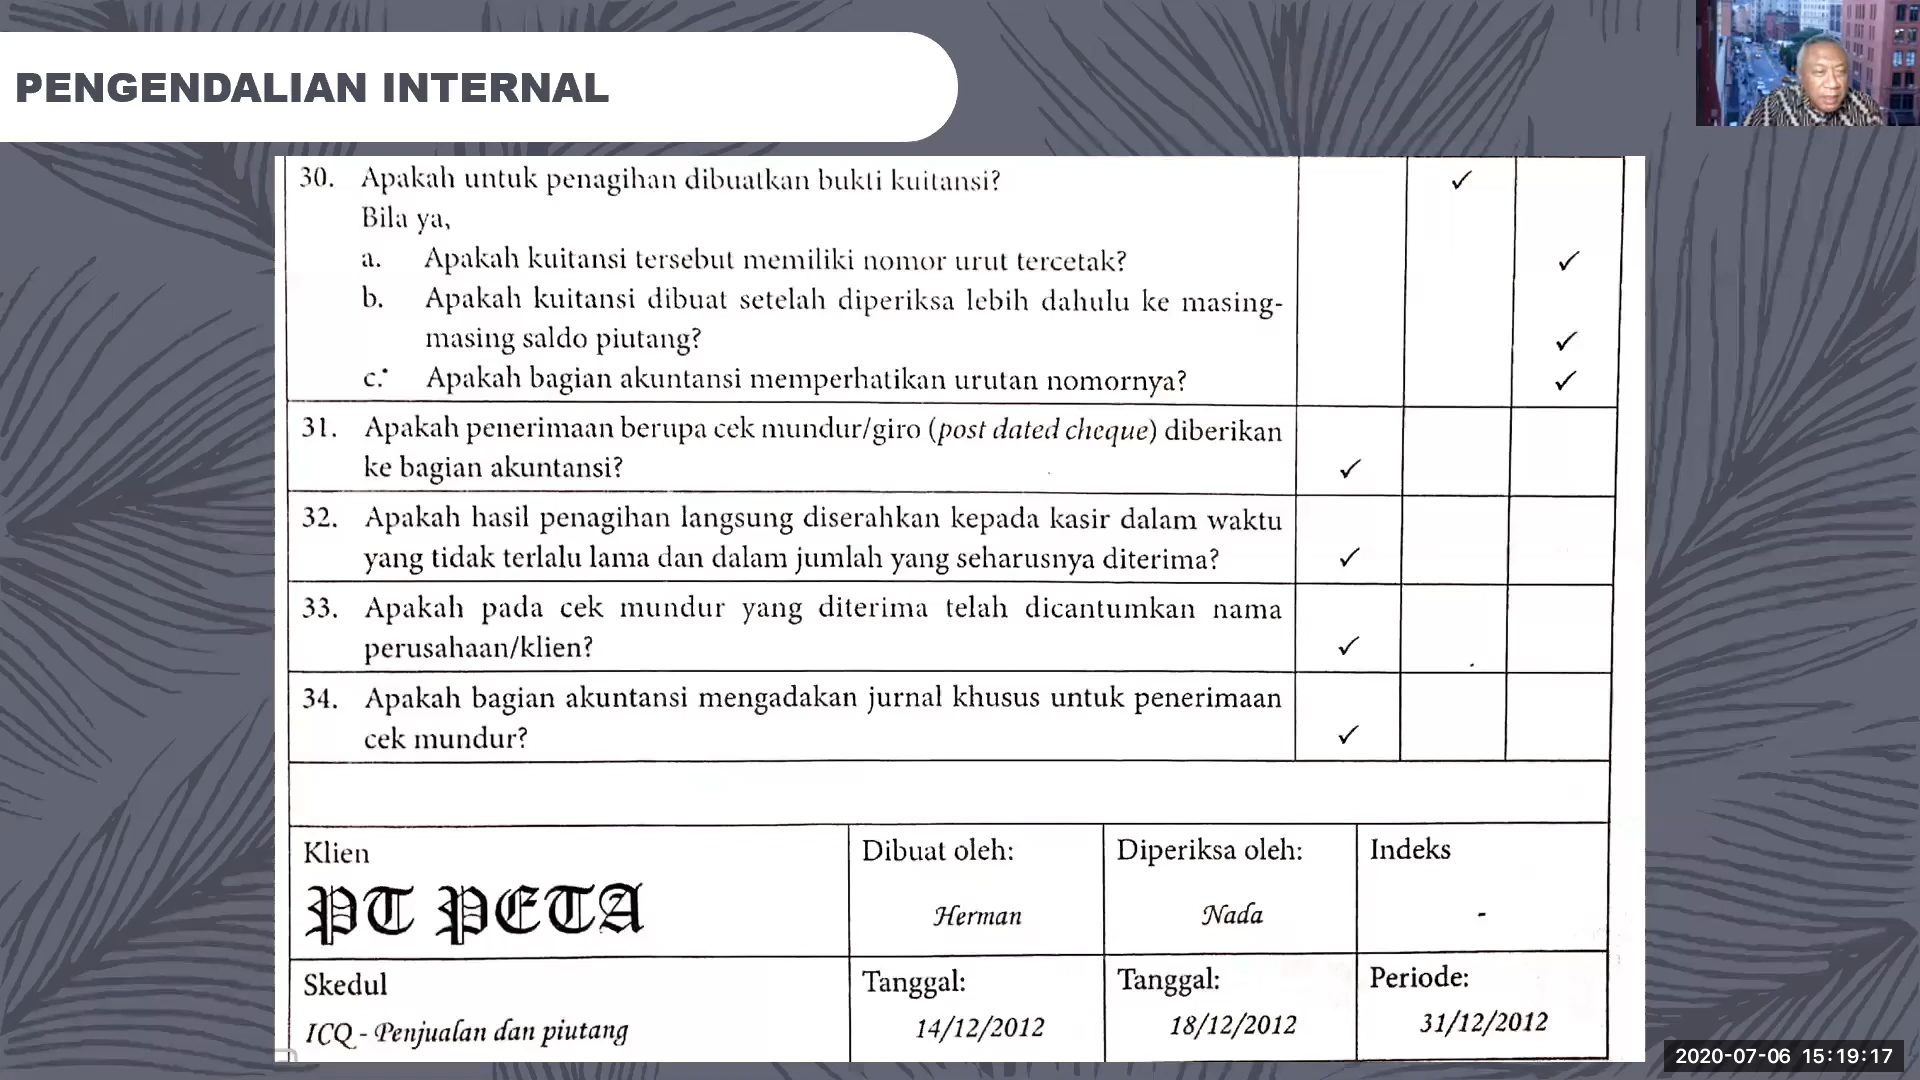 PENGENDALIAN INTERNAL
30. Apakah untuk penagihan dibuatkan bukti kuitansi? ✓
Bila ya,
a. Apakah kuitansi tersebut memiliki nomor urut tercetak? ✓
b. Apakah kuitansi dibuat setelah diperiksa lebih dahulu ke masing-
masing saldo piutang? ✓
c. Apakah bagian akuntansi memperhatikan urutan nomornya? ✓
31. Apakah penerimaan berupa cek mundur/giro (post dated cheque) diberikan
ke bagian akuntansi? ✓
32. Apakah hasil penagihan langsung diserahkan kepada kasir dalam waktu
yang tidak terlalu lama dan dalam jumlah yang seharusnya diterima? ✓
33. Apakah pada cek mundur yang diterima telah dicantumkan nama
perusahaan/klien? ✓
34. Apakah bagian akuntansi mengadakan jurnal khusus untuk penerimaan
cek mundur? ✓
Klien
PT PETA
Dibuat oleh:
Herman
Diperiksa oleh:
Nada
Indeks
-
Skedul
ICQ - Penjualan dan piutang
Tanggal:
14/12/2012
Tanggal:
18/12/2012
Periode:
31/12/2012
2020-07-06 15:19:17